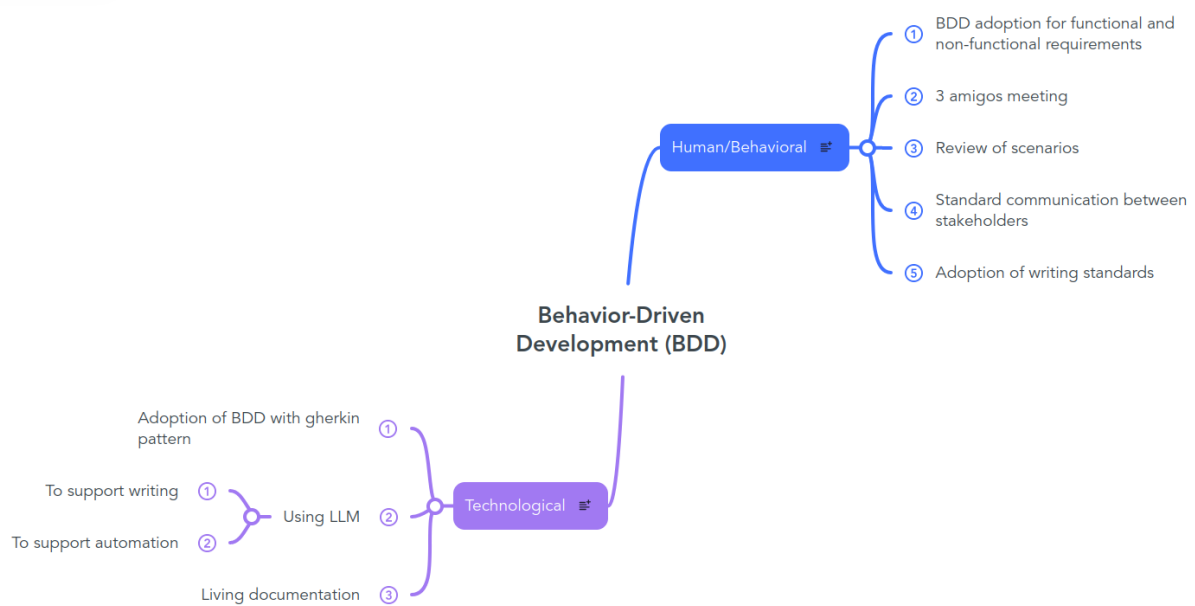 1 BDD adoption for functional and
non-functional requirements
2 3 amigos meeting
Human/Behavioral
3 Review of scenarios
4 Standard communication between
stakeholders
5 Adoption of writing standards
Behavior-Driven
Development (BDD)
Adoption of BDD with gherkin
pattern 1
To support writing 1
Technological
Using LLM 2
To support automation 2
Living documentation 3